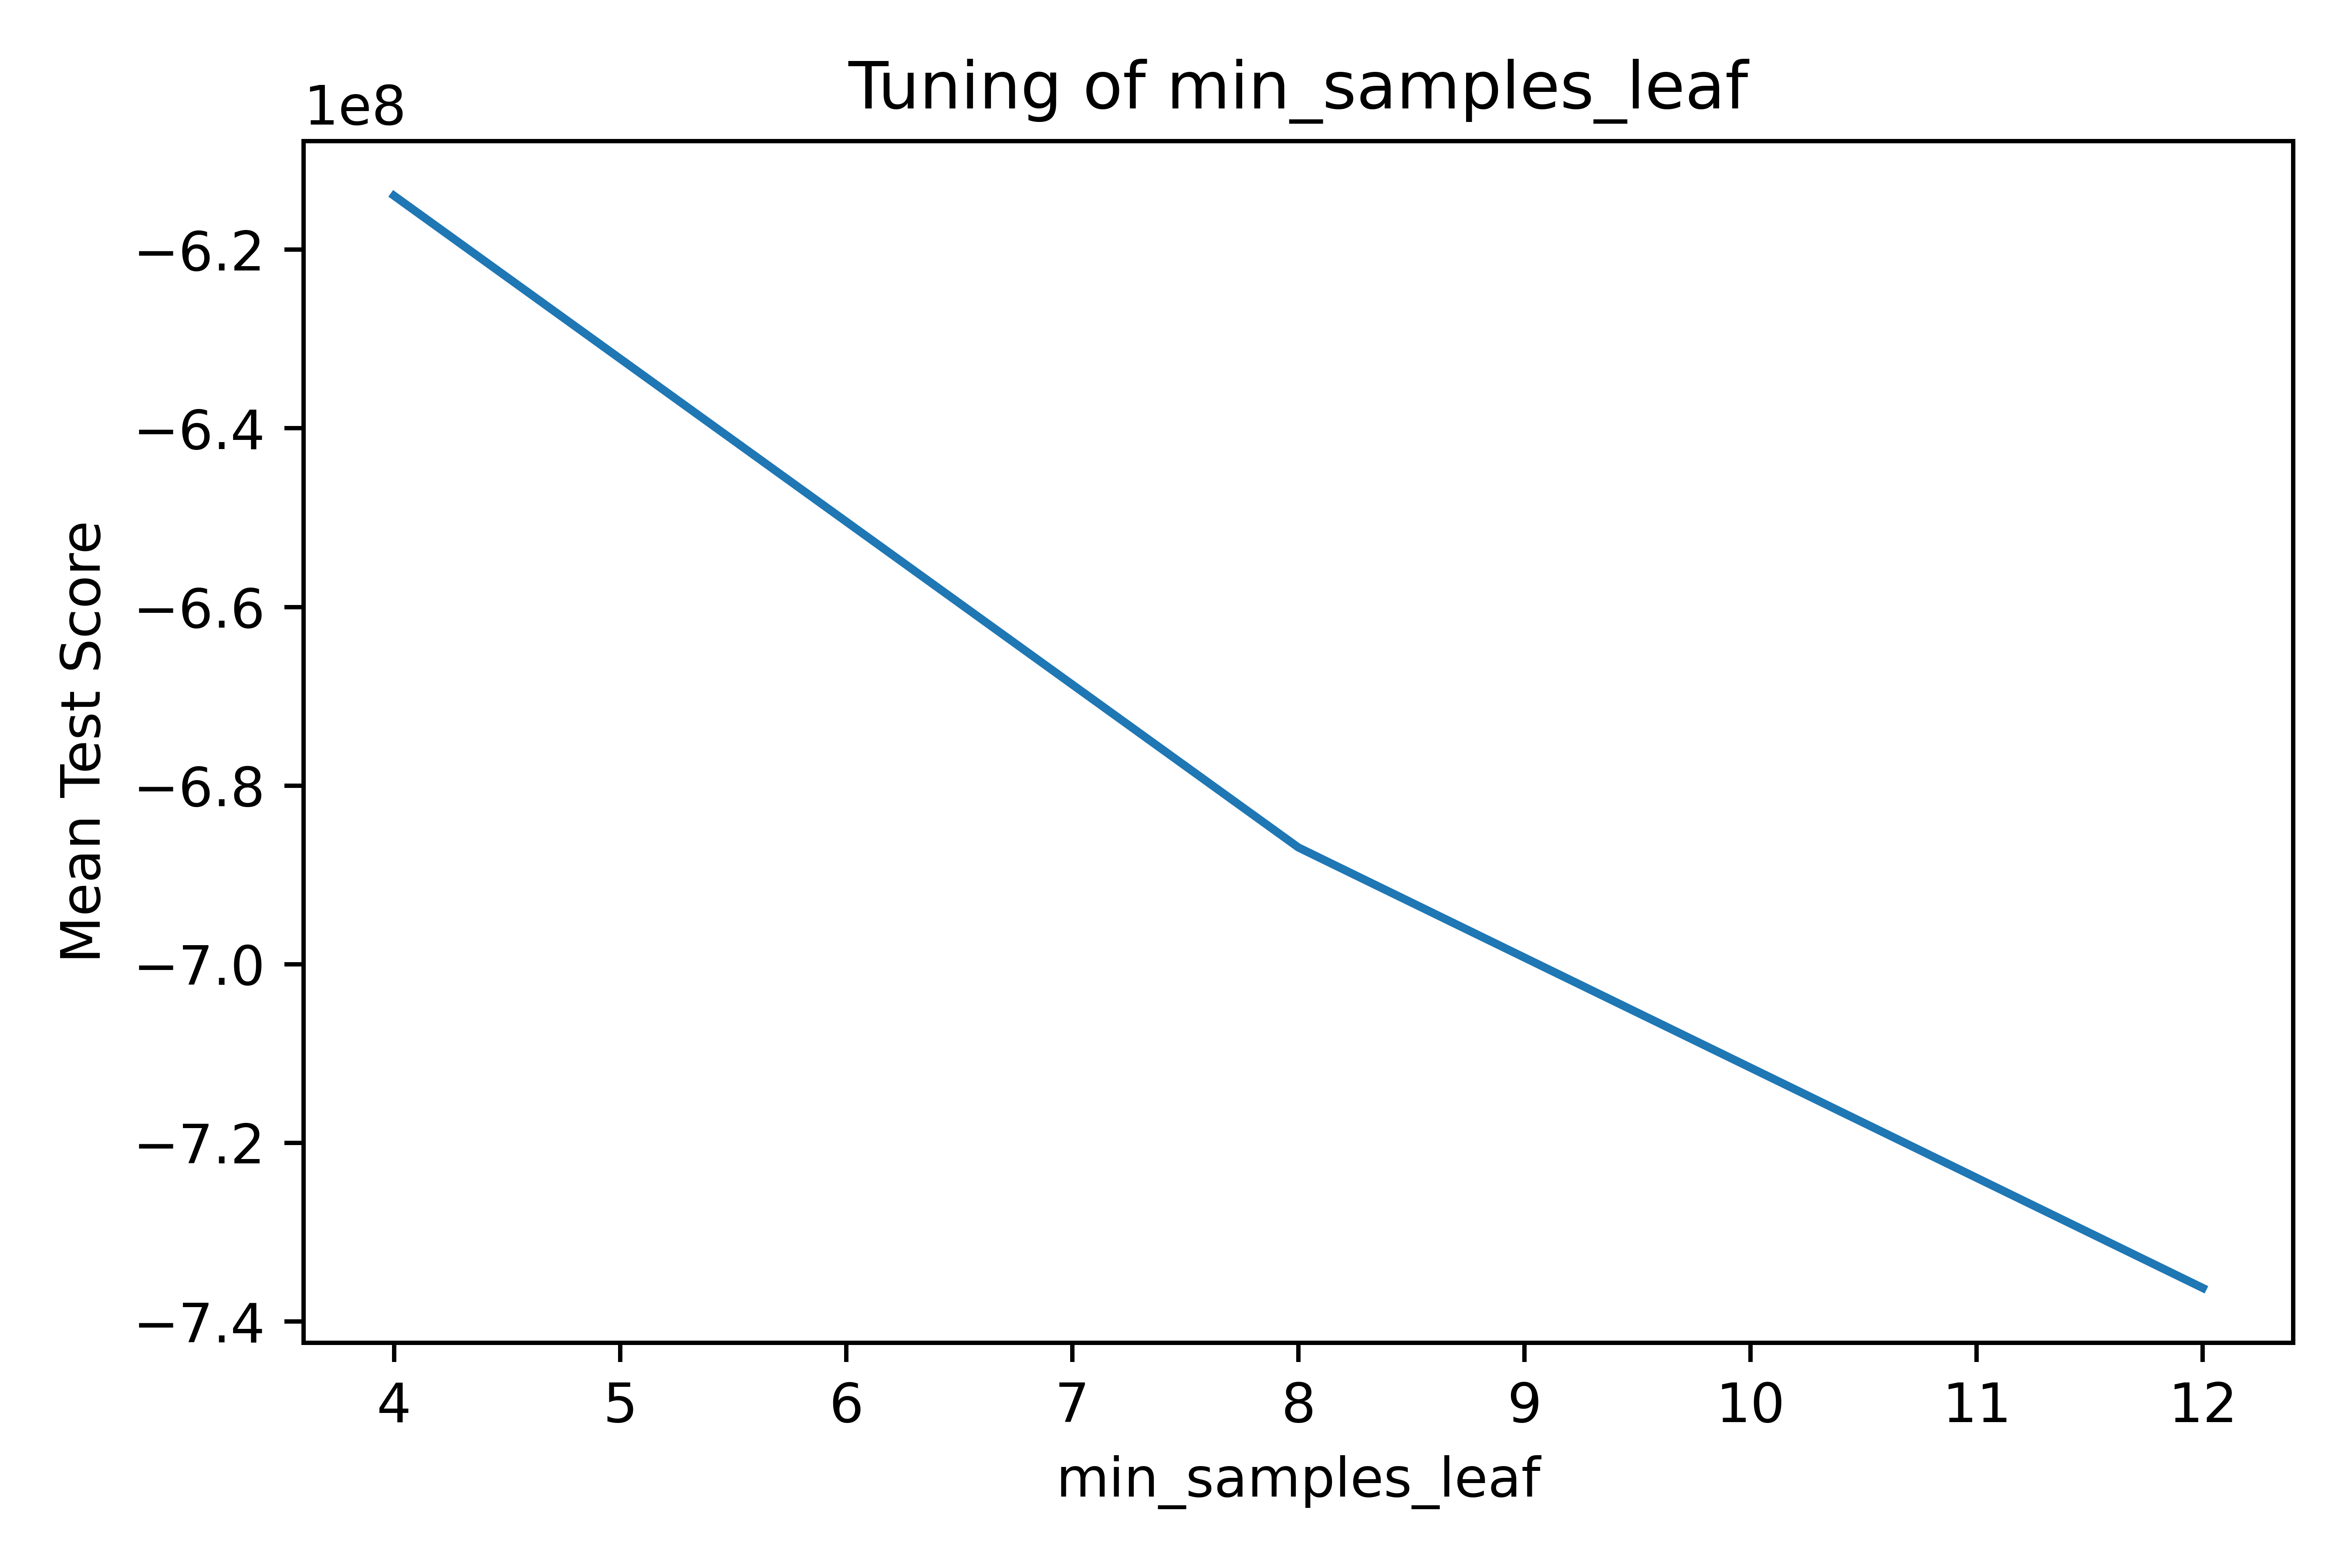 Tuning of min_samples_leaf
1e8
−6.2
−6.4
−6.6
−6.8
−7.0
−7.2
−7.4
Mean Test Score
4 5 6 7 8 9 10 11 12
min_samples_leaf